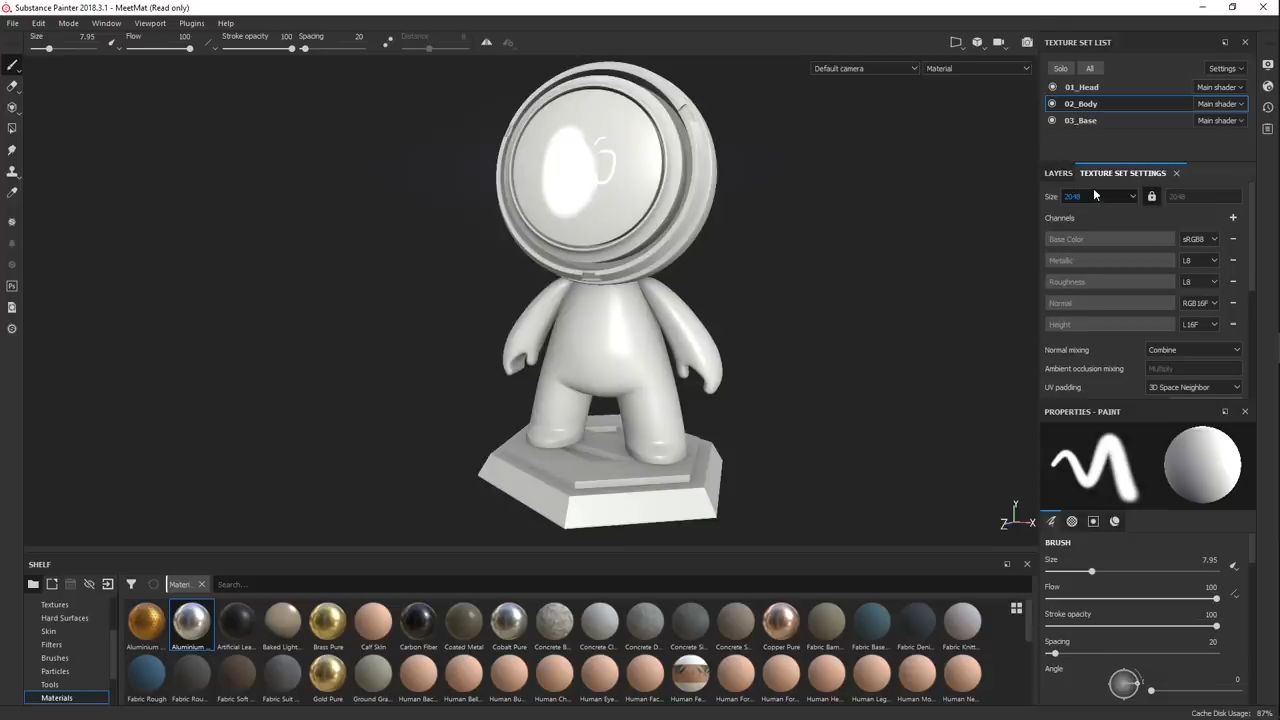 Substance Painter 2018.3.1 - MeetMat (Read only)
File Edit Mode Window Viewport Plugins Help
Size 7.95 Flow 100 Stroke opacity 100 Spacing 20 Distance 8
Default camera Material
TEXTURE SET LIST
Solo All Settings
01_Head Main shader
02_Body Main shader
03_Base Main shader
LAYERS TEXTURE SET SETTINGS
Size 2048 2048
Channels
Base Color sRGB8
Metallic L8
Roughness L8
Normal RGB16F
Height L16F
Normal mixing Combine
Ambient occlusion mixing Multiply
UV padding 3D Space Neighbor
PROPERTIES - PAINT
BRUSH
Size 7.95
Flow 100
Stroke opacity 100
Spacing 20
Angle 0
Y
Z X
SHELF
Materi... Search...
Textures
Hard Surfaces
Skin
Filters
Brushes
Particles
Tools
Materials
Aluminium ... Aluminium ... Artificial Lea... Baked Light... Brass Pure Calf Skin Carbon Fiber Coated Metal Cobalt Pure Concrete B... Concrete Cl... Concrete D... Concrete Si... Concrete S... Copper Pure Fabric Bam... Fabric Base... Fabric Deni... Fabric Knitt...
Fabric Rough Fabric Rou... Fabric Soft ... Fabric Suit ... Gold Pure Ground Gra... Human Bac... Human Bel... Human Bu... Human Ch... Human Eye... Human Fac... Human Fe... Human For... Human For... Human He... Human Leg... Human Mo... Human Ne...
Cache Disk Usage: 87%
Ps